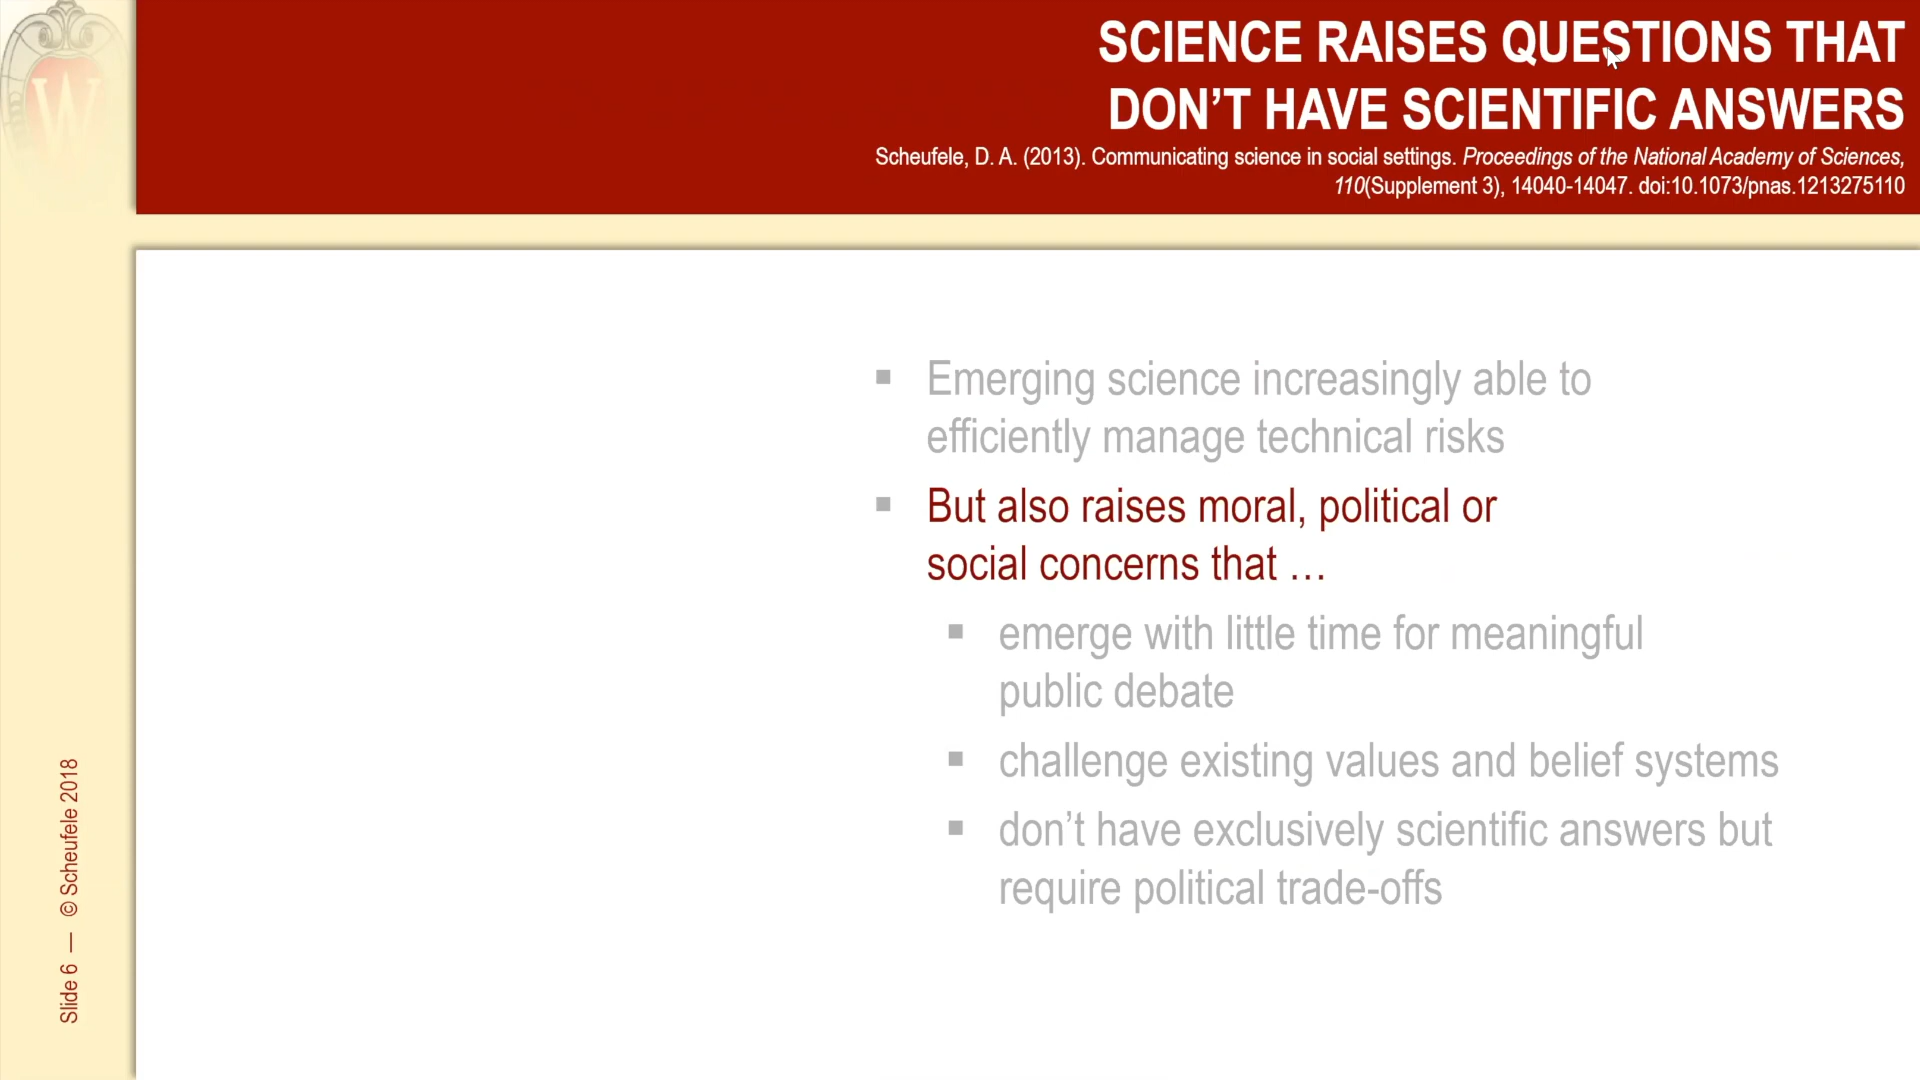 W
SCIENCE RAISES QUESTIONS THAT
DON’T HAVE SCIENTIFIC ANSWERS
Scheufele, D. A. (2013). Communicating science in social settings. Proceedings of the National Academy of Sciences,
110(Supplement 3), 14040-14047. doi:10.1073/pnas.1213275110
Emerging science increasingly able to
efficiently manage technical risks
But also raises moral, political or
social concerns that …
emerge with little time for meaningful
public debate
challenge existing values and belief systems
don’t have exclusively scientific answers but
require political trade-offs
Slide 6 — © Scheufele 2018